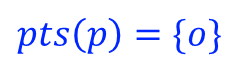 pts(p) = {o}